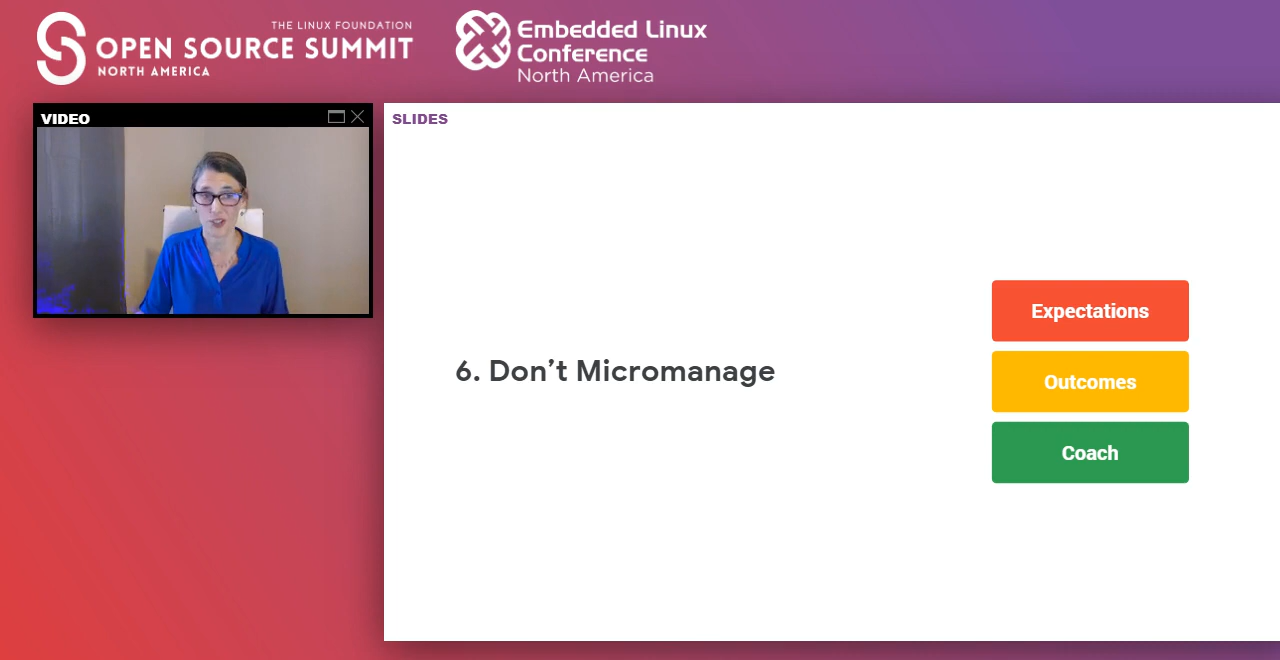 THE LINUX FOUNDATION
OPEN SOURCE SUMMIT
NORTH AMERICA
Embedded Linux
Conference
North America
VIDEO
SLIDES
6. Don’t Micromanage
Expectations
Outcomes
Coach